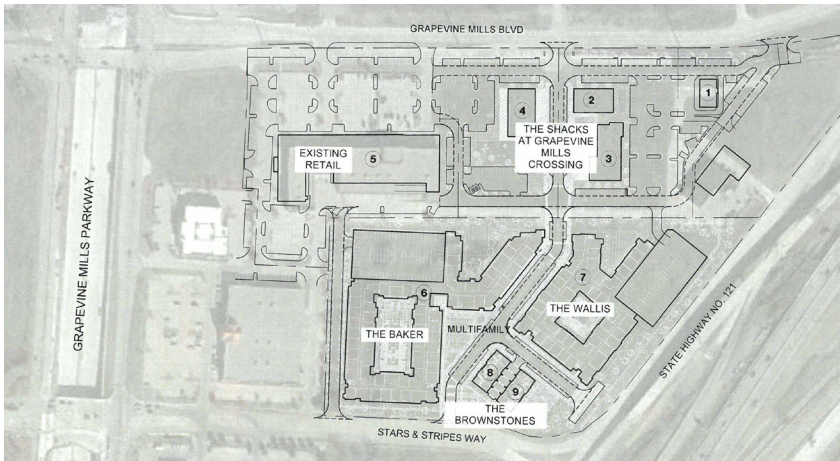 GRAPEVINE MILLS BLVD
1
2
4
THE SHACKS
AT GRAPEVINE
MILLS
CROSSING
3
EXISTING
RETAIL
5
GRAPEVINE MILLS PARKWAY
6
7
THE WALLIS
THE BAKER
MULTIFAMILY
STATE HIGHWAY NO. 121
8
9
THE
BROWNSTONES
STARS & STRIPES WAY